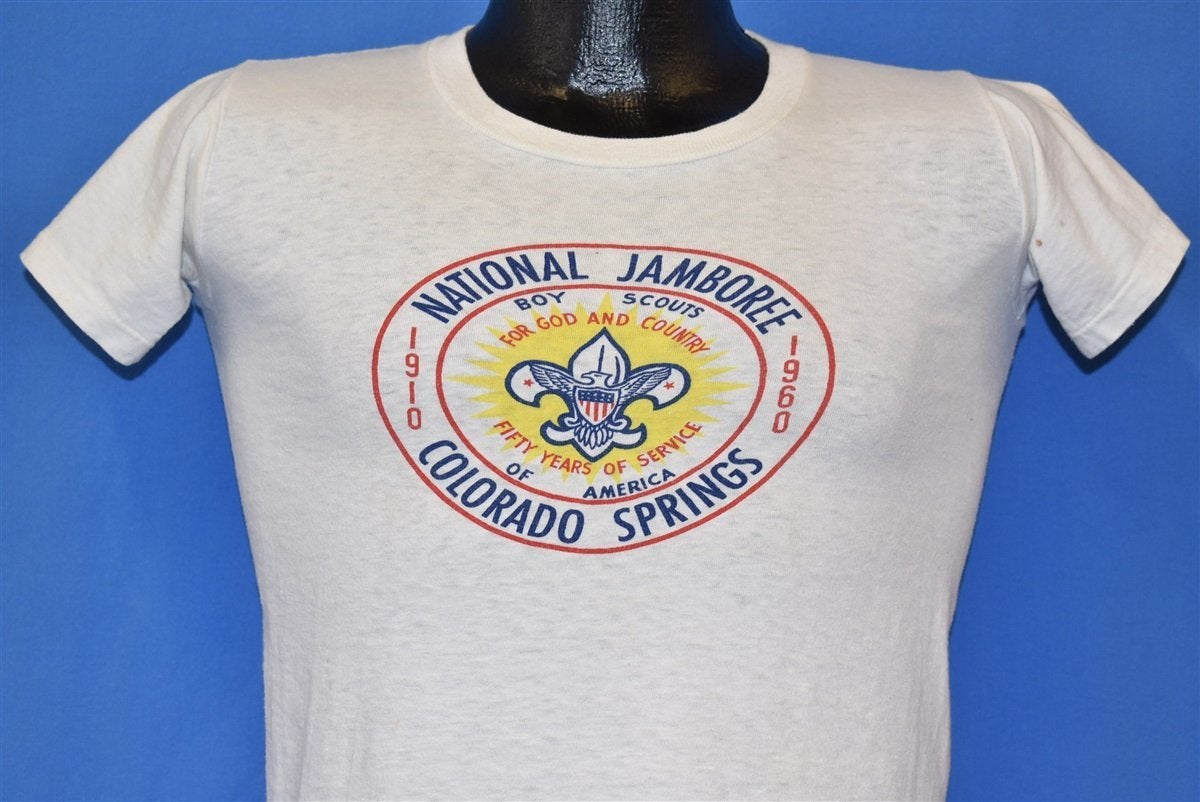 NATIONAL JAMBOREE
BOY SCOUTS
FOR GOD AND COUNTRY
1910
1960
FIFTY YEARS OF SERVICE
OF AMERICA
COLORADO SPRINGS